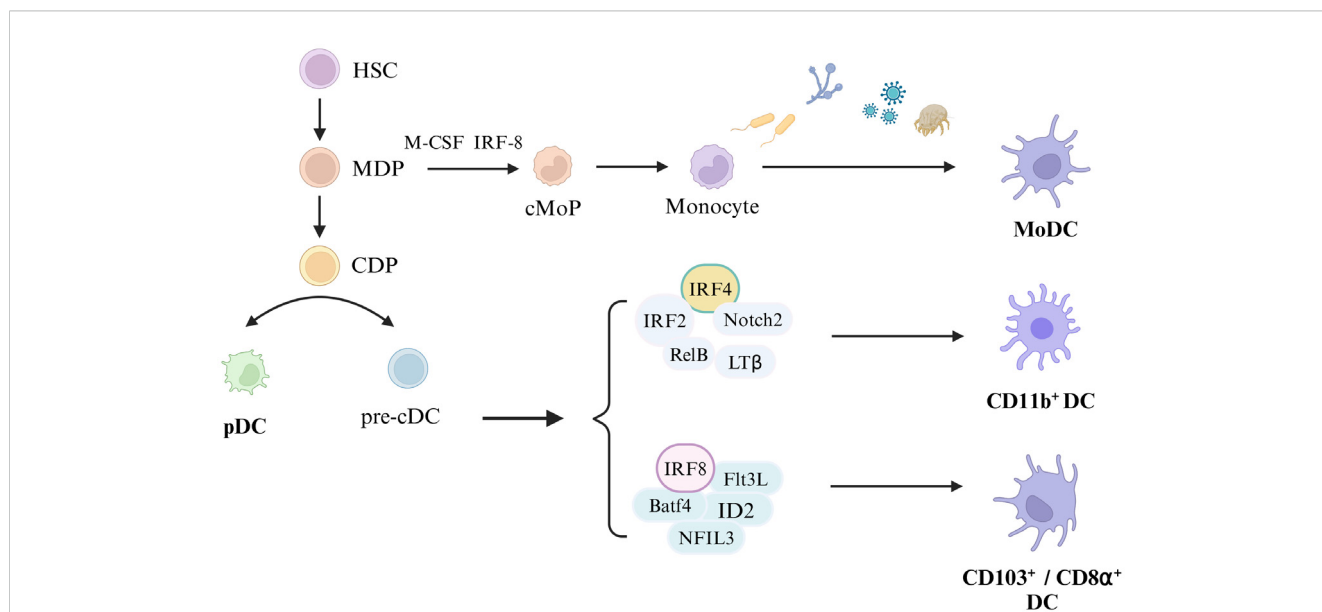 HSC
MDP
M-CSF IRF-8
cMoP
Monocyte
MoDC
CDP
pDC
pre-cDC
IRF4
IRF2
Notch2
RelB
LTβ
CD11b⁺ DC
IRF8
Flt3L
Batf4
ID2
NFIL3
CD103⁺ / CD8α⁺
DC